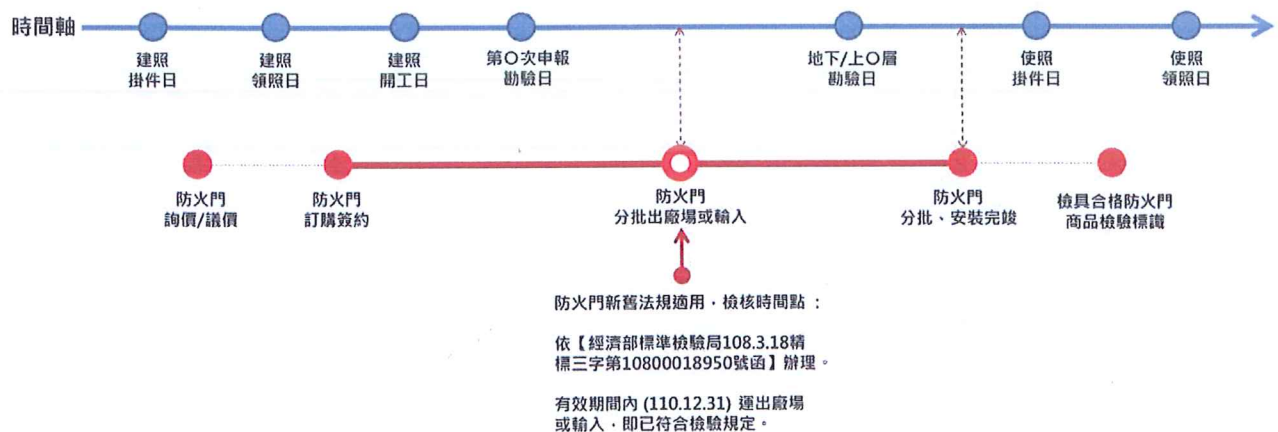 時間軸
建照
掛件日
建照
領照日
建照
開工日
第○次申報
勘驗日
地下/上○層
勘驗日
使照
掛件日
使照
領照日
防火門
詢價/議價
防火門
訂購簽約
防火門
分批出廠場或輸入
防火門
分批、安裝完竣
檢具合格防火門
商品檢驗標識
防火門新舊法規適用,檢核時間點:
依【經濟部標準檢驗局108.3.18精
標三字第10800018950號函】辦理。
有效期間內 (110.12.31) 運出廠場
或輸入,即已符合檢驗規定。